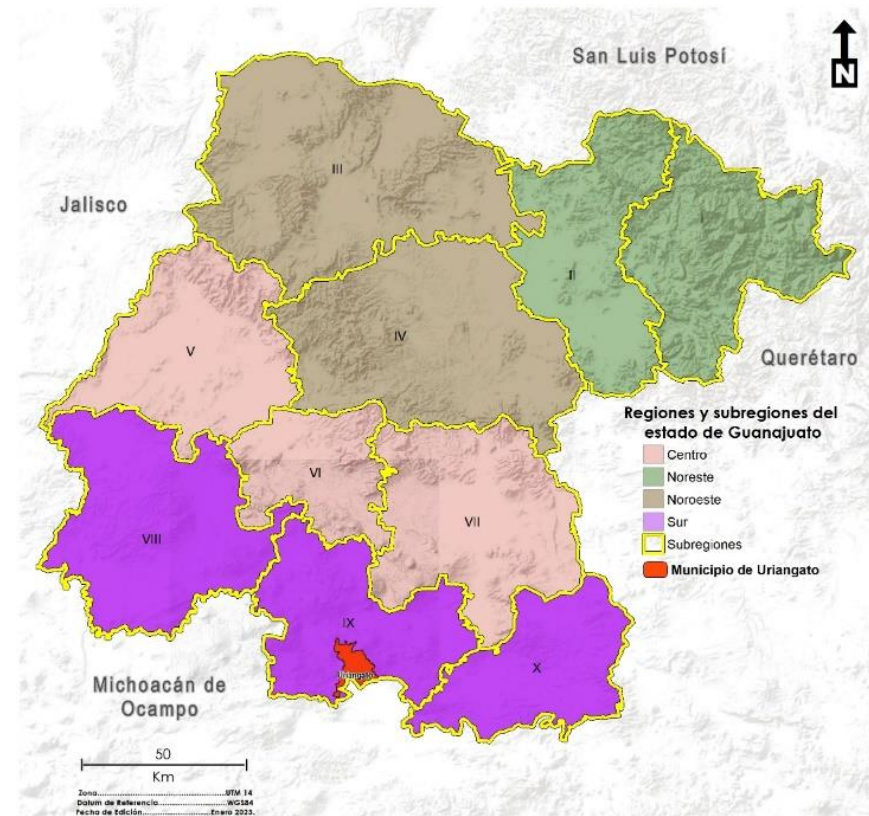 San Luis Potosí
N
Jalisco
III
I
II
IV
Querétaro
V
Regiones y subregiones del
estado de Guanajuato
Centro
Noreste
Noroeste
Sur
Subregiones
Municipio de Uriangato
VI
VII
VIII
IX
Uriangato
X
Michoacán de
Ocampo
50
Km
Zona......................................................UTM 14
Datum de Referencia............................WGS84
Fecha de Edición.........................Enero 2023.